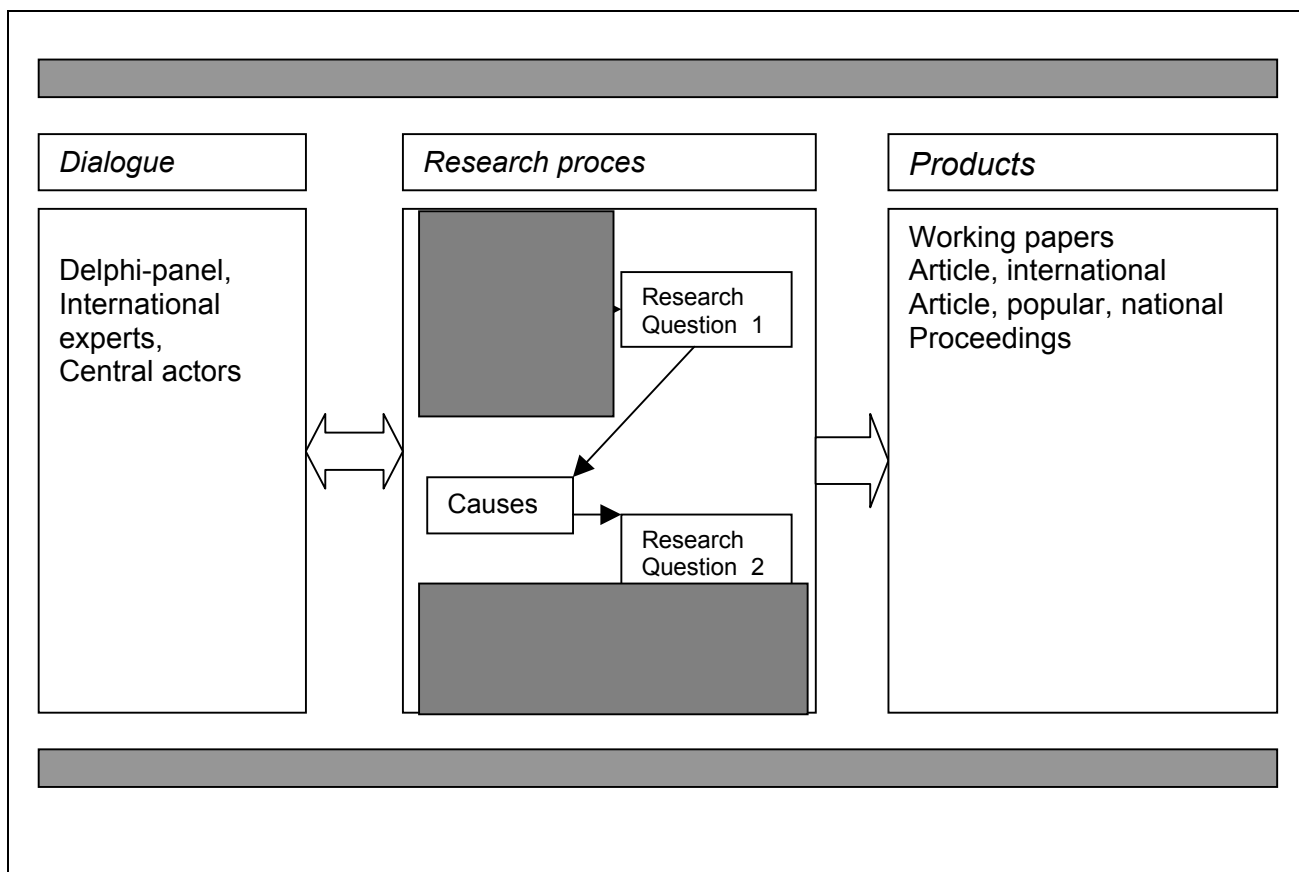 Dialogue
Research proces
Products
Delphi-panel,
International
experts,
Central actors
Research
Question 1
Causes
Research
Question 2
Working papers
Article, international
Article, popular, national
Proceedings